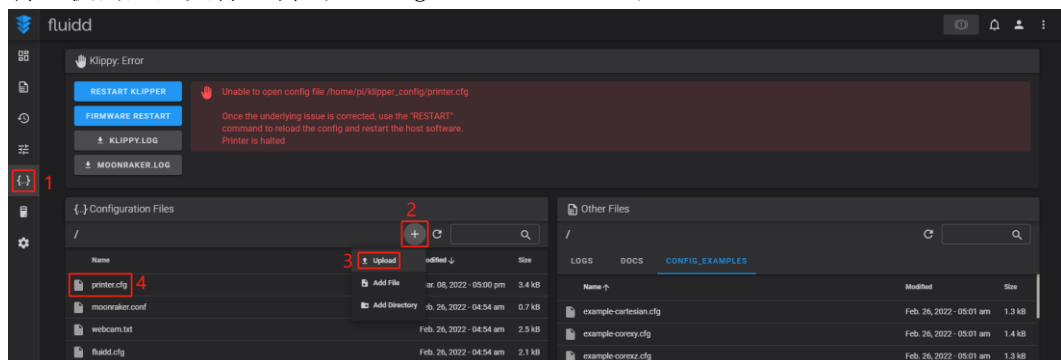 fluidd
Klippy: Error
RESTART KLIPPER
FIRMWARE RESTART
KLIPPY.LOG
MOONRAKER.LOG
Unable to open config file /home/pi/klipper_config/printer.cfg
Once the underlying issue is corrected, use the "RESTART"
command to reload the config and restart the host software.
Printer is halted
{..} 1
{..} Configuration Files
2
/
Name
Modified ↓ Size
3 Upload
Add File
Add Directory
printer.cfg 4
ar. 08, 2022 - 05:00 pm 3.4 kB
moonraker.conf
eb. 26, 2022 - 04:54 am 0.7 kB
webcam.txt Feb. 26, 2022 - 04:54 am 2.5 kB
fluidd.cfg Feb. 26, 2022 - 04:54 am 2.1 kB
Other Files
/
LOGS DOCS CONFIG_EXAMPLES
Name ↑ Modified Size
example-cartesian.cfg Feb. 26, 2022 - 05:01 am 1.3 kB
example-corexy.cfg Feb. 26, 2022 - 05:01 am 1.4 kB
example-corexz.cfg Feb. 26, 2022 - 05:01 am 1.3 kB